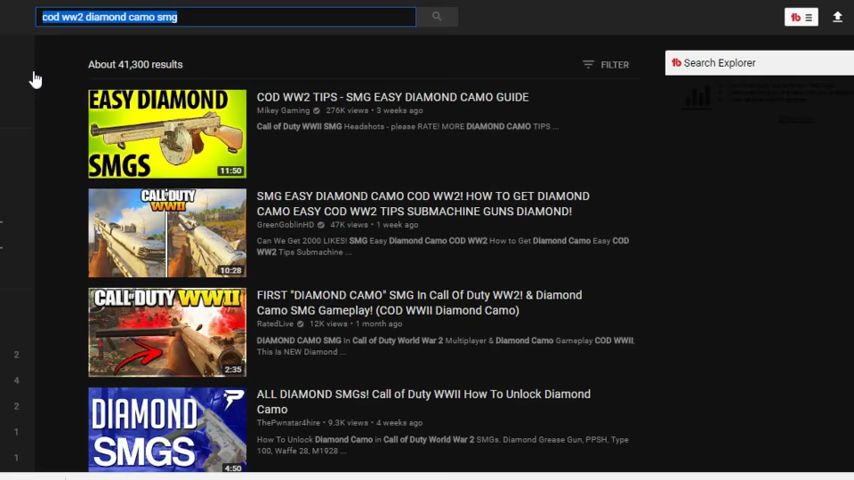 cod ww2 diamond camo smg
About 41,300 results
FILTER
Search Explorer
EASY DIAMOND
SMGS
11:50
COD WW2 TIPS - SMG EASY DIAMOND CAMO GUIDE
Mikey Gaming 276K views • 3 weeks ago
Call of Duty WWII SMG Headshots - please RATE! MORE DIAMOND CAMO TIPS ...
CALL OF DUTY
WWII
10:28
SMG EASY DIAMOND CAMO COD WW2! HOW TO GET DIAMOND
CAMO EASY COD WW2 TIPS SUBMACHINE GUNS DIAMOND!
GreenGoblinHD 47K views • 1 week ago
Can We Get 2000 LIKES! SMG Easy Diamond Camo COD WW2 How to Get Diamond Camo Easy COD
WW2 Tips Submachine ...
CALL OF DUTY WWII
2:35
FIRST "DIAMOND CAMO" SMG In Call Of Duty WW2! & Diamond
Camo SMG Gameplay! (COD WWII Diamond Camo)
RatedLive 12K views • 1 month ago
DIAMOND CAMO SMG In Call of Duty World War 2 Multiplayer & Diamond Camo Gameplay COD WWII.
This Is NEW Diamond ...
DIAMOND
SMGS
4:50
ALL DIAMOND SMGs! Call of Duty WWII How To Unlock Diamond
Camo
ThePwnstar4hire • 9.3K views • 4 weeks ago
How To Unlock Diamond Camo in Call of Duty World War 2 SMGs. Diamond Grease Gun, PPSH, Type
100, Waffe 28, M1928 ...
2
4
2
1
1